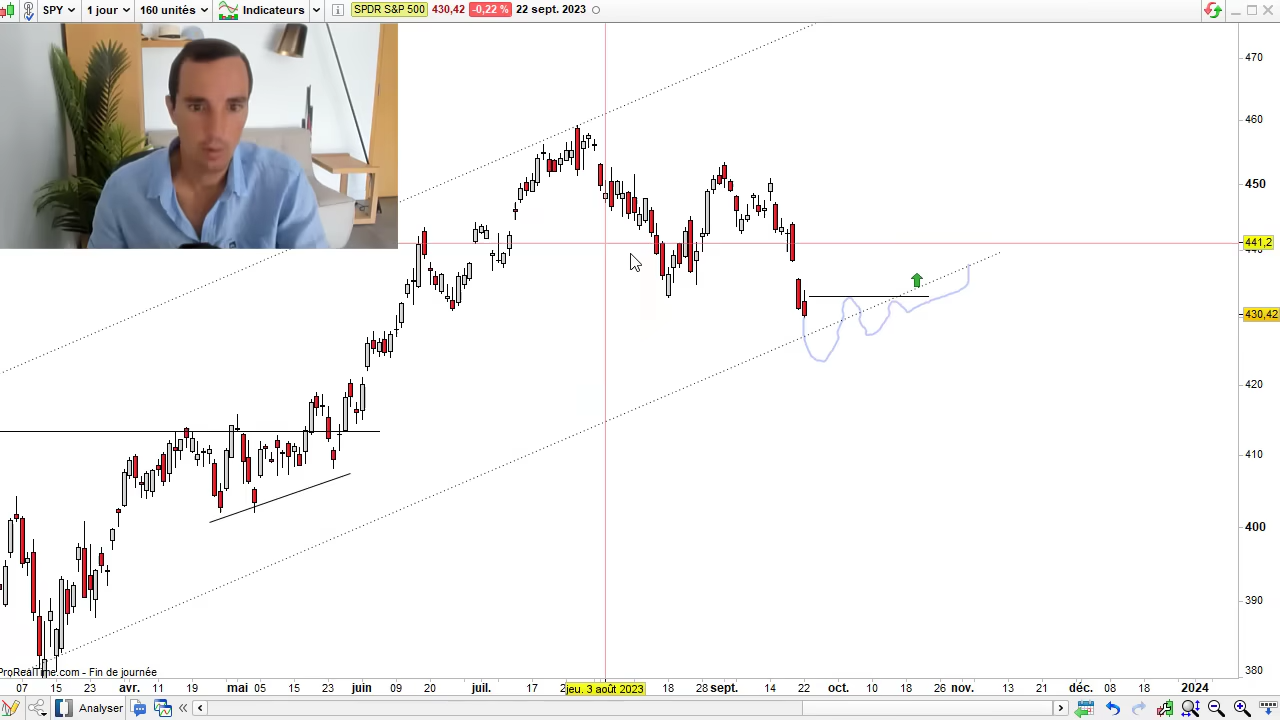 SPY 1 jour 160 unités Indicateurs SPDR S&P 500 430,42 -0,22 % 22 sept. 2023
470
460
450
441,2
430,42
420
410
400
390
380
ProRealTime.com - Fin de journée
07 15 23 avr. 11 19 mai 05 15 23 juin 09 20 juil. 17 jeu. 3 août 2023 18 28 sept. 14 22 oct. 10 18 26 nov. 13 21 déc. 08 18 2024
Analyser